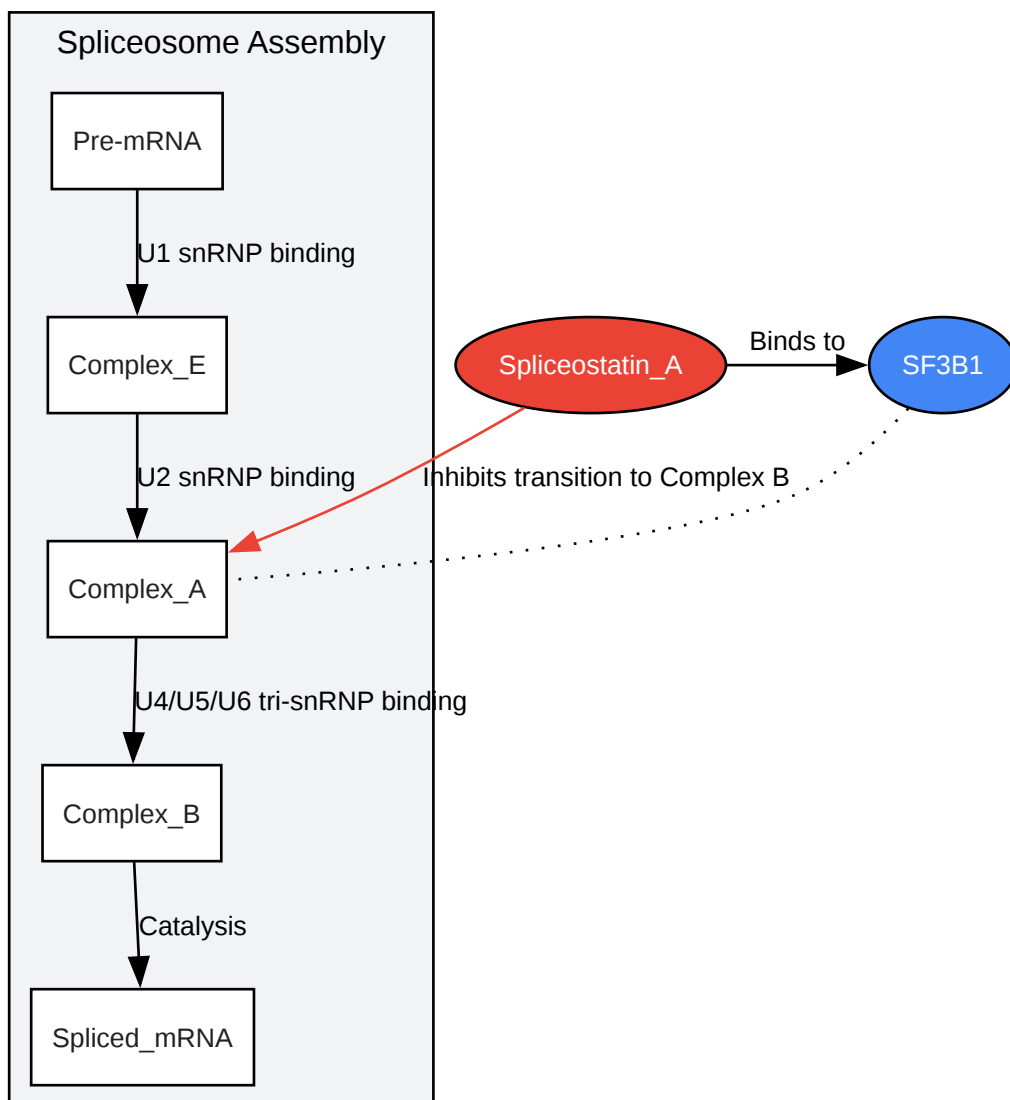 Spliceosome Assembly
Pre-mRNA
U1 snRNP binding
Complex_E
Spliceostatin_A
Binds to
SF3B1
U2 snRNP binding
Inhibits transition to Complex B
Complex_A
U4/U5/U6 tri-snRNP binding
Complex_B
Catalysis
Spliced_mRNA